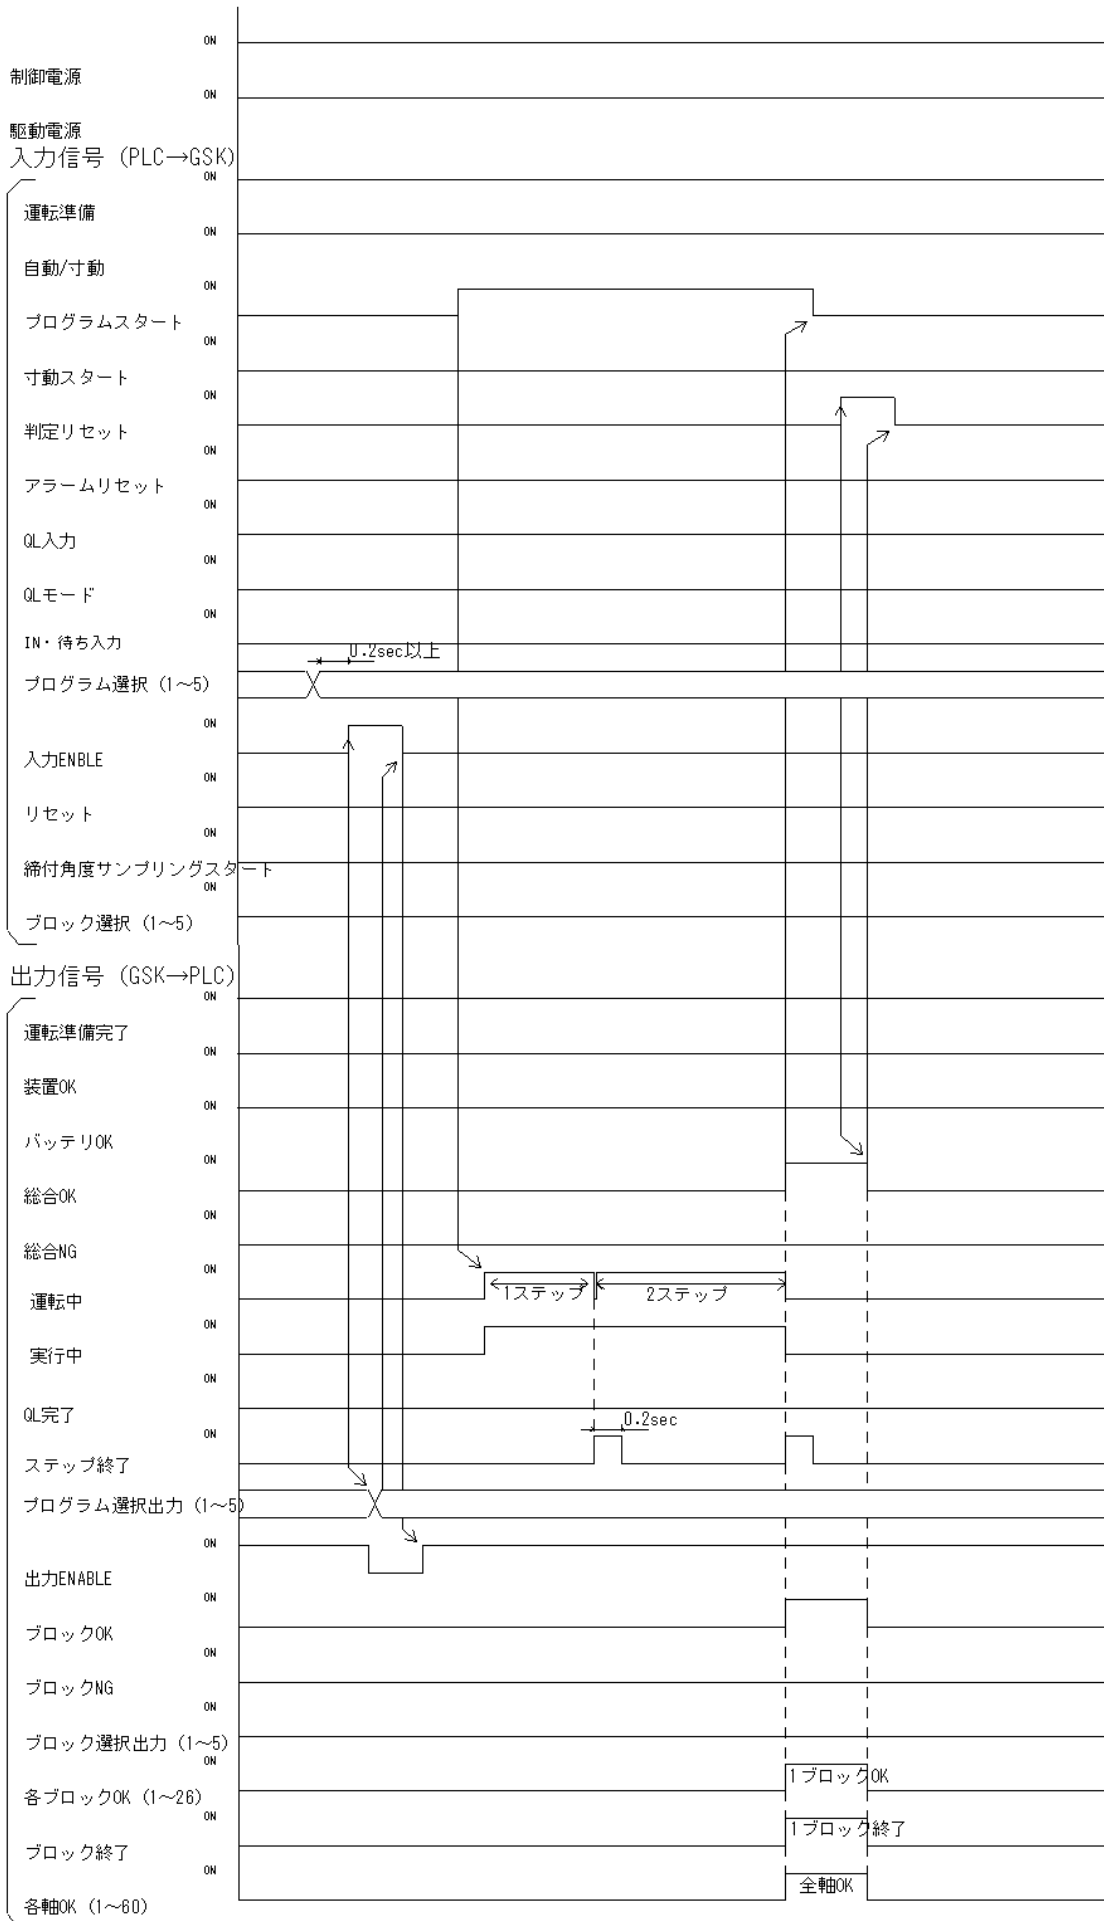 ON
制御電源
ON
駆動電源
入力信号 (PLC→GSK)
ON
運転準備
ON
自動/寸動
ON
プログラムスタート
ON
寸動スタート
ON
判定リセット
ON
アラームリセット
ON
QL入力
ON
QLモード
ON
IN・待ち入力
0.2sec以上
プログラム選択 (1～5)
ON
入力ENBLE
ON
リセット
ON
締付角度サンプリングスタート
ON
ブロック選択 (1～5)
出力信号 (GSK→PLC)
ON
運転準備完了
ON
装置OK
ON
バッテリOK
ON
総合OK
ON
総合NG
ON
運転中 1ステップ 2ステップ
ON
実行中
ON
QL完了
ON 0.2sec
ステップ終了
プログラム選択出力 (1～5)
ON
出力ENABLE
ON
ブロックOK
ON
ブロックNG
ON
ブロック選択出力 (1～5)
ON
1ブロックOK
各ブロックOK (1～26)
ON
1ブロック終了
ブロック終了
ON
全軸OK
各軸OK (1～60)